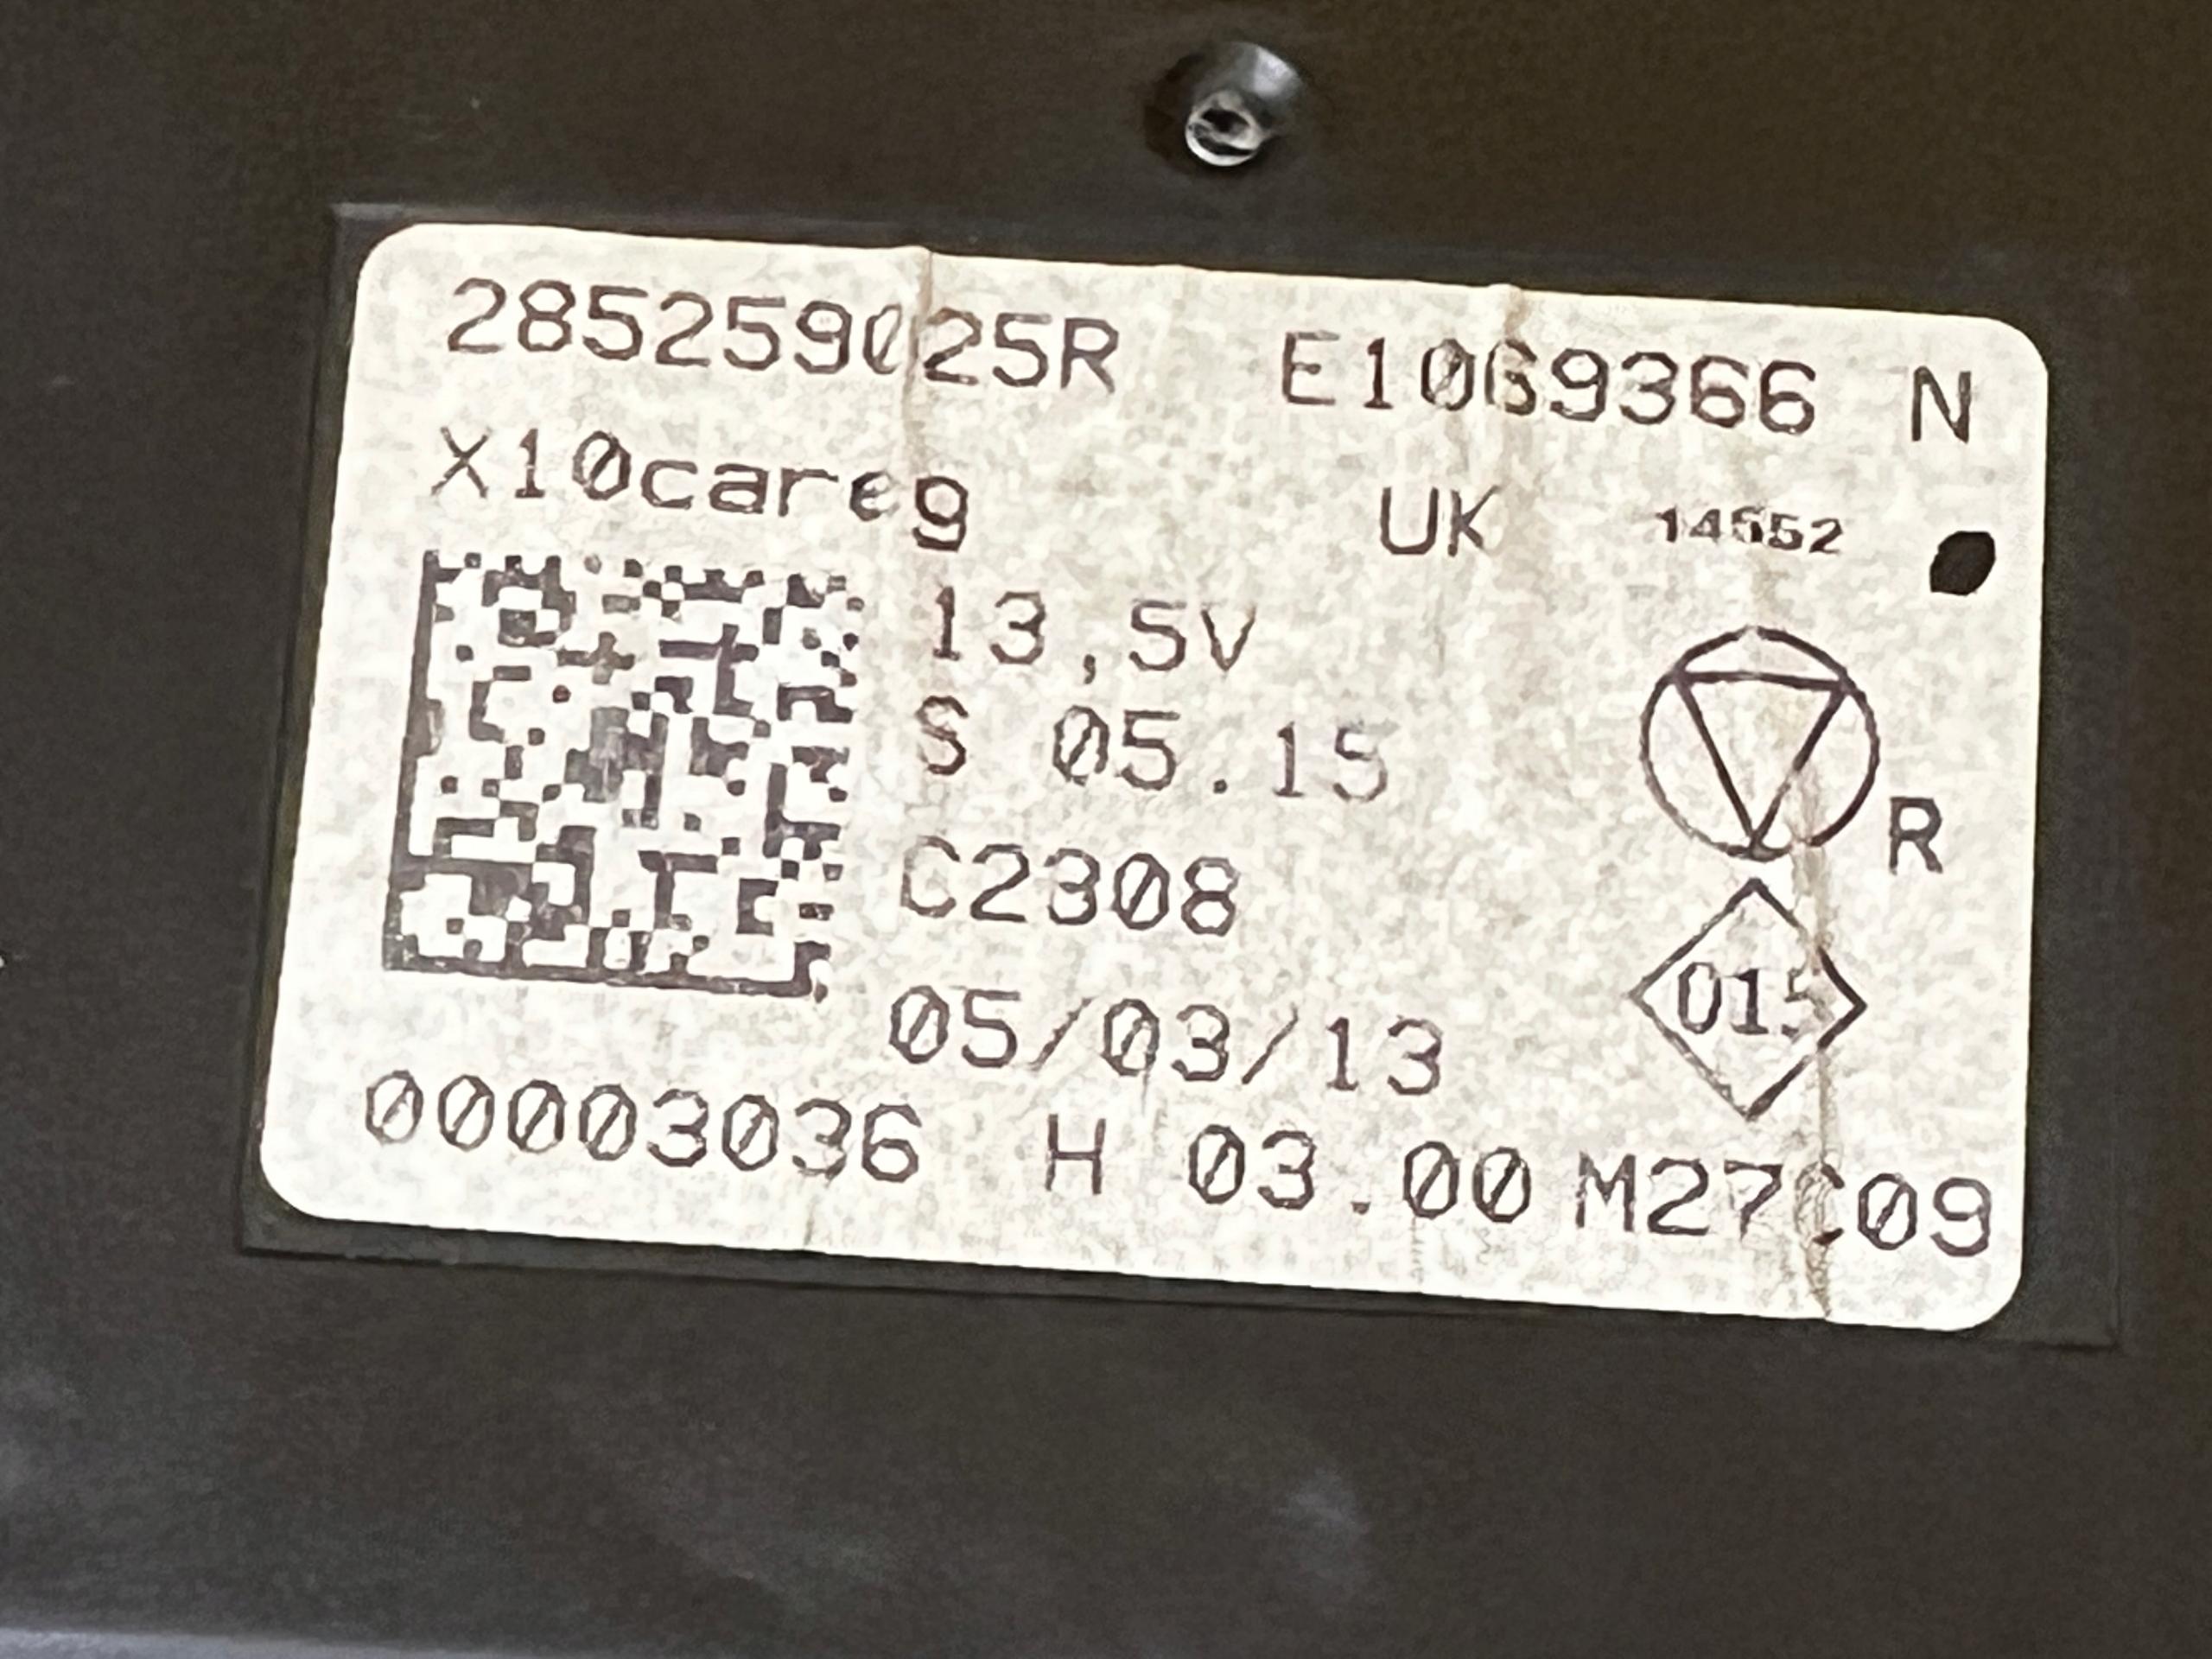 285259025R E1069366 N
X10careg UK 14552
13,5V
S 05.15
R
C2308
015
05/03/13
00003036 H 03.00 M27C09